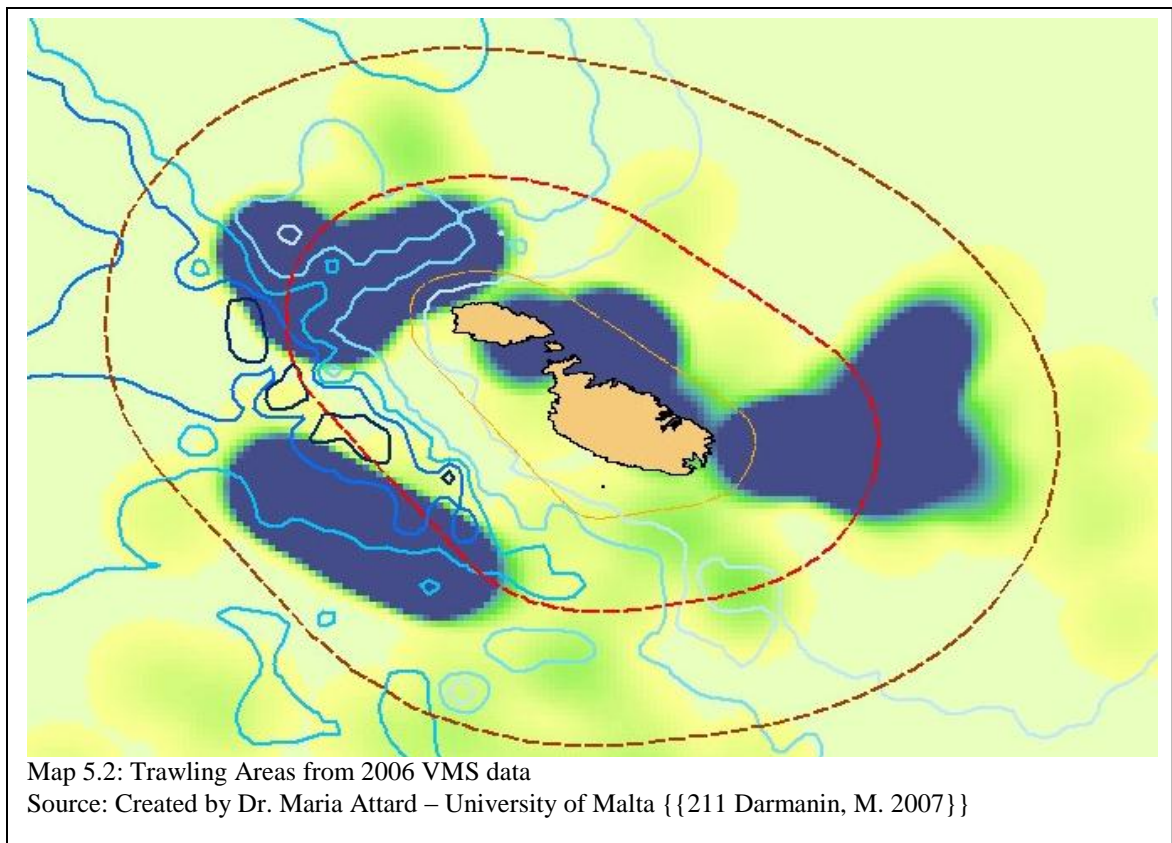 Map 5.2: Trawling Areas from 2006 VMS data
Source: Created by Dr. Maria Attard – University of Malta {{211 Darmanin, M. 2007}}